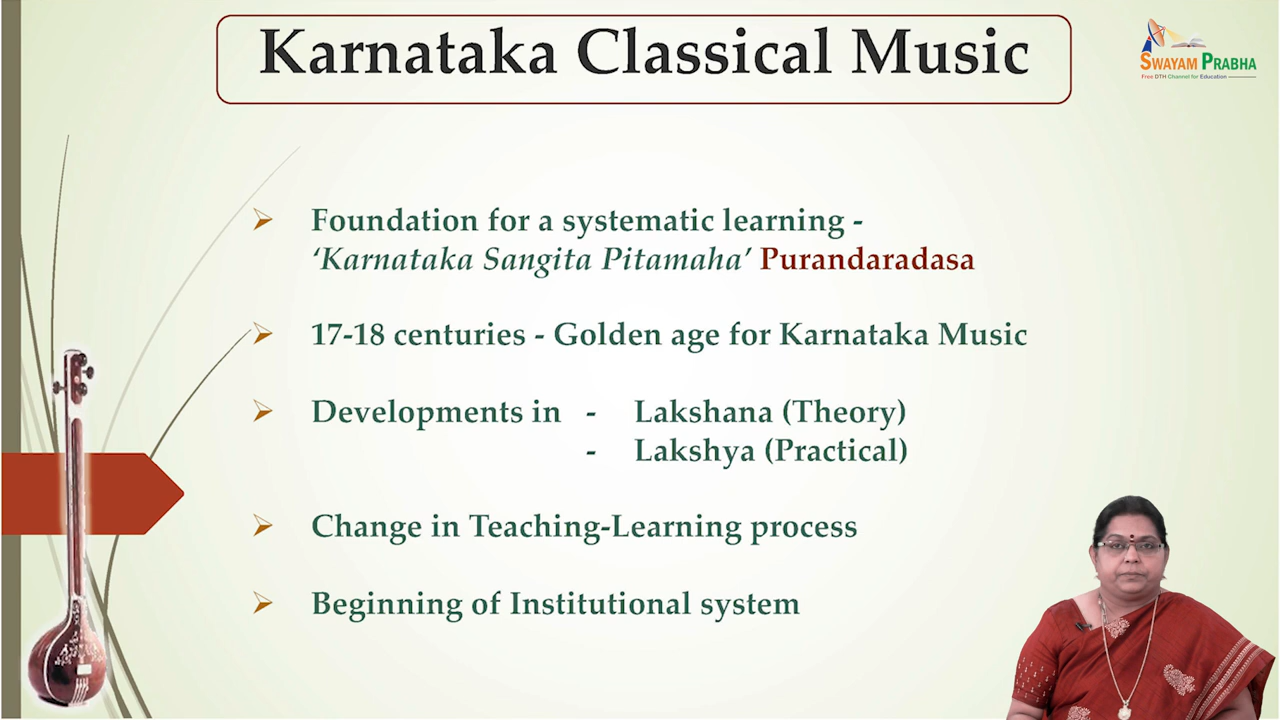 Karnataka Classical Music
SWAYAM PRABHA
Free DTH Channel for Education
Foundation for a systematic learning -
‘Karnataka Sangita Pitamaha’ Purandaradasa
17-18 centuries - Golden age for Karnataka Music
Developments in - Lakshana (Theory)
- Lakshya (Practical)
Change in Teaching-Learning process
Beginning of Institutional system